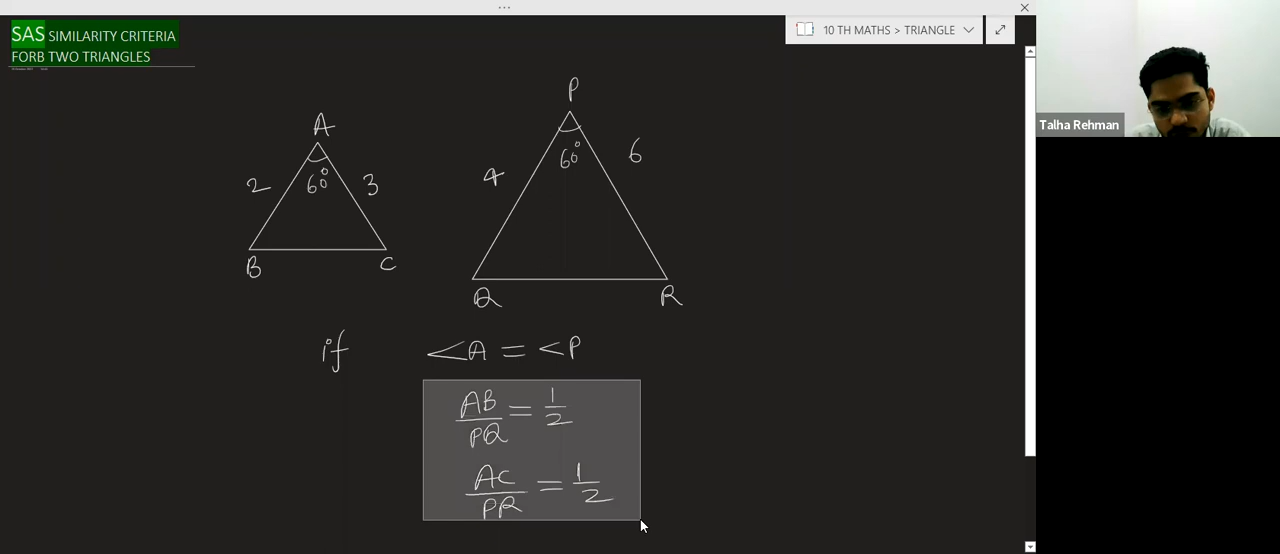 SAS SIMILARITY CRITERIA
FORB TWO TRIANGLES
10 TH MATHS > TRIANGLE
Talha Rehman
A
60°
2
3
B
C
P
60°
4
6
Q
R
if <A = <P
AB/PQ = 1/2
AC/PR = 1/2